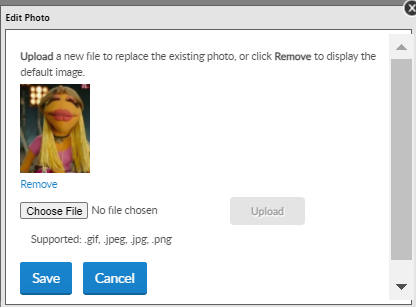 Edit Photo
Upload a new file to replace the existing photo, or click Remove to display the
default image.
Remove
Choose File No file chosen
Upload
Supported: .gif, .jpeg, .jpg, .png
Save Cancel